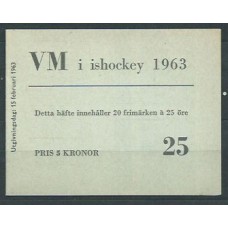 VM i ishockey 1963
Detta häfte innehåller 20 frimärken à 25 öre
PRIS 5 KRONOR
25
Utgivningsdag: 15 februari 1963